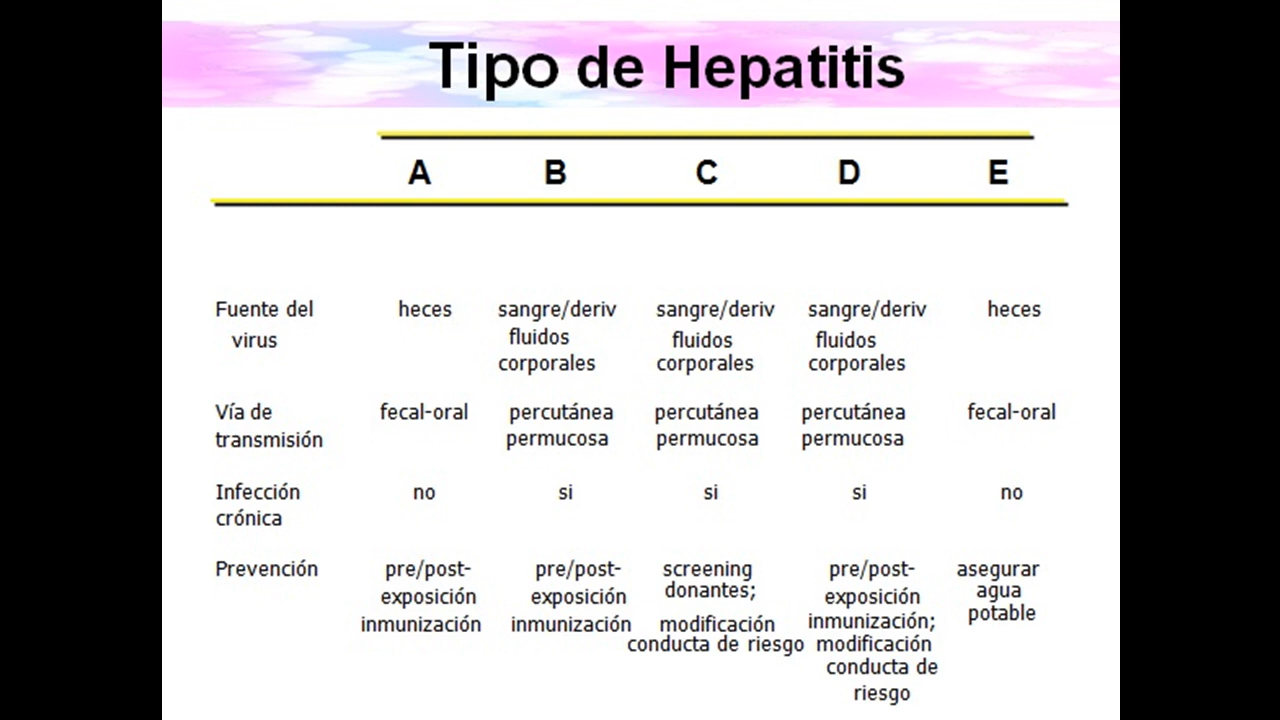 Tipo de Hepatitis
A B C D E
Fuente del heces sangre/deriv sangre/deriv sangre/deriv heces
virus fluidos fluidos fluidos
corporales corporales corporales
Vía de fecal-oral percutánea percutánea percutánea fecal-oral
transmisión permucosa permucosa permucosa
Infección no si si si no
crónica
Prevención pre/post- pre/post- screening pre/post- asegurar
exposición exposición donantes; exposición agua
inmunización inmunización modificación inmunización; potable
conducta de riesgo modificación
conducta de
riesgo